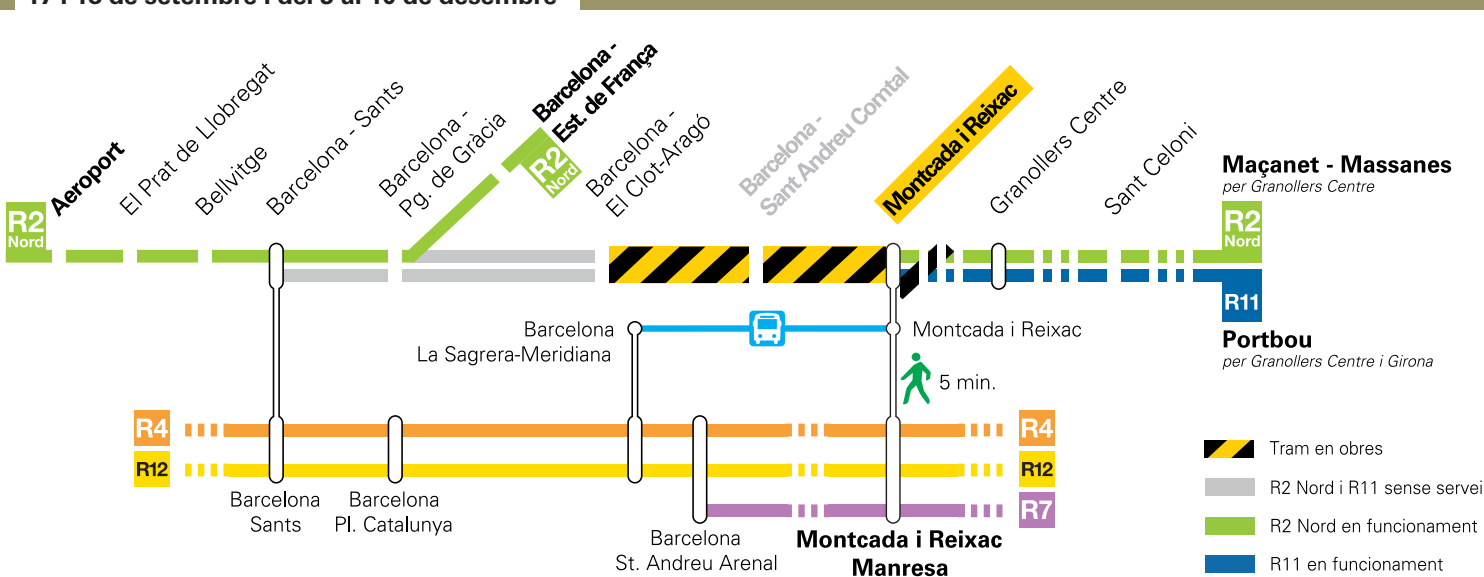 R2
Nord
Aeroport
El Prat de Llobregat
Bellvitge
Barcelona - Sants
Barcelona -
Pg. de Gràcia
Barcelona -
Est. de França
R2
Nord
Barcelona -
El Clot-Aragó
Barcelona -
Sant Andreu Comtal
Montcada i Reixac
Granollers Centre
Sant Celoni
Maçanet - Massanes
per Granollers Centre
R2
Nord
R11
Portbou
per Granollers Centre i Girona
Barcelona
La Sagrera-Meridiana
Montcada i Reixac
5 min.
R4
R4
R12
R12
R7
Barcelona
Sants
Barcelona
Pl. Catalunya
Barcelona
St. Andreu Arenal
Montcada i Reixac
Manresa
Tram en obres
R2 Nord i R11 sense servei
R2 Nord en funcionament
R11 en funcionament